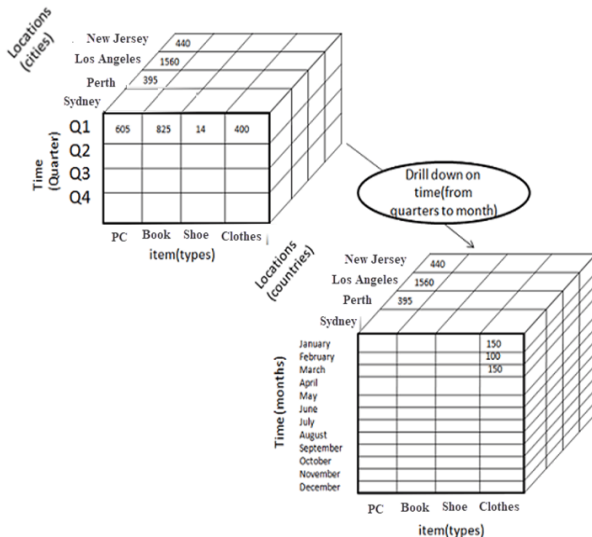 Locations
(cities)
New Jersey 440
Los Angeles 1560
Perth 395
Sydney
Time
(Quarter)
Q1 605 825 14 400
Q2
Q3
Q4
PC Book Shoe Clothes
item(types)
Drill down on
time(from
quarters to month)
Locations
(countries)
New Jersey 440
Los Angeles 1560
Perth 395
Sydney
Time (months)
January 150
February 100
March 150
April
May
June
July
August
September
October
November
December
PC Book Shoe Clothes
item(types)